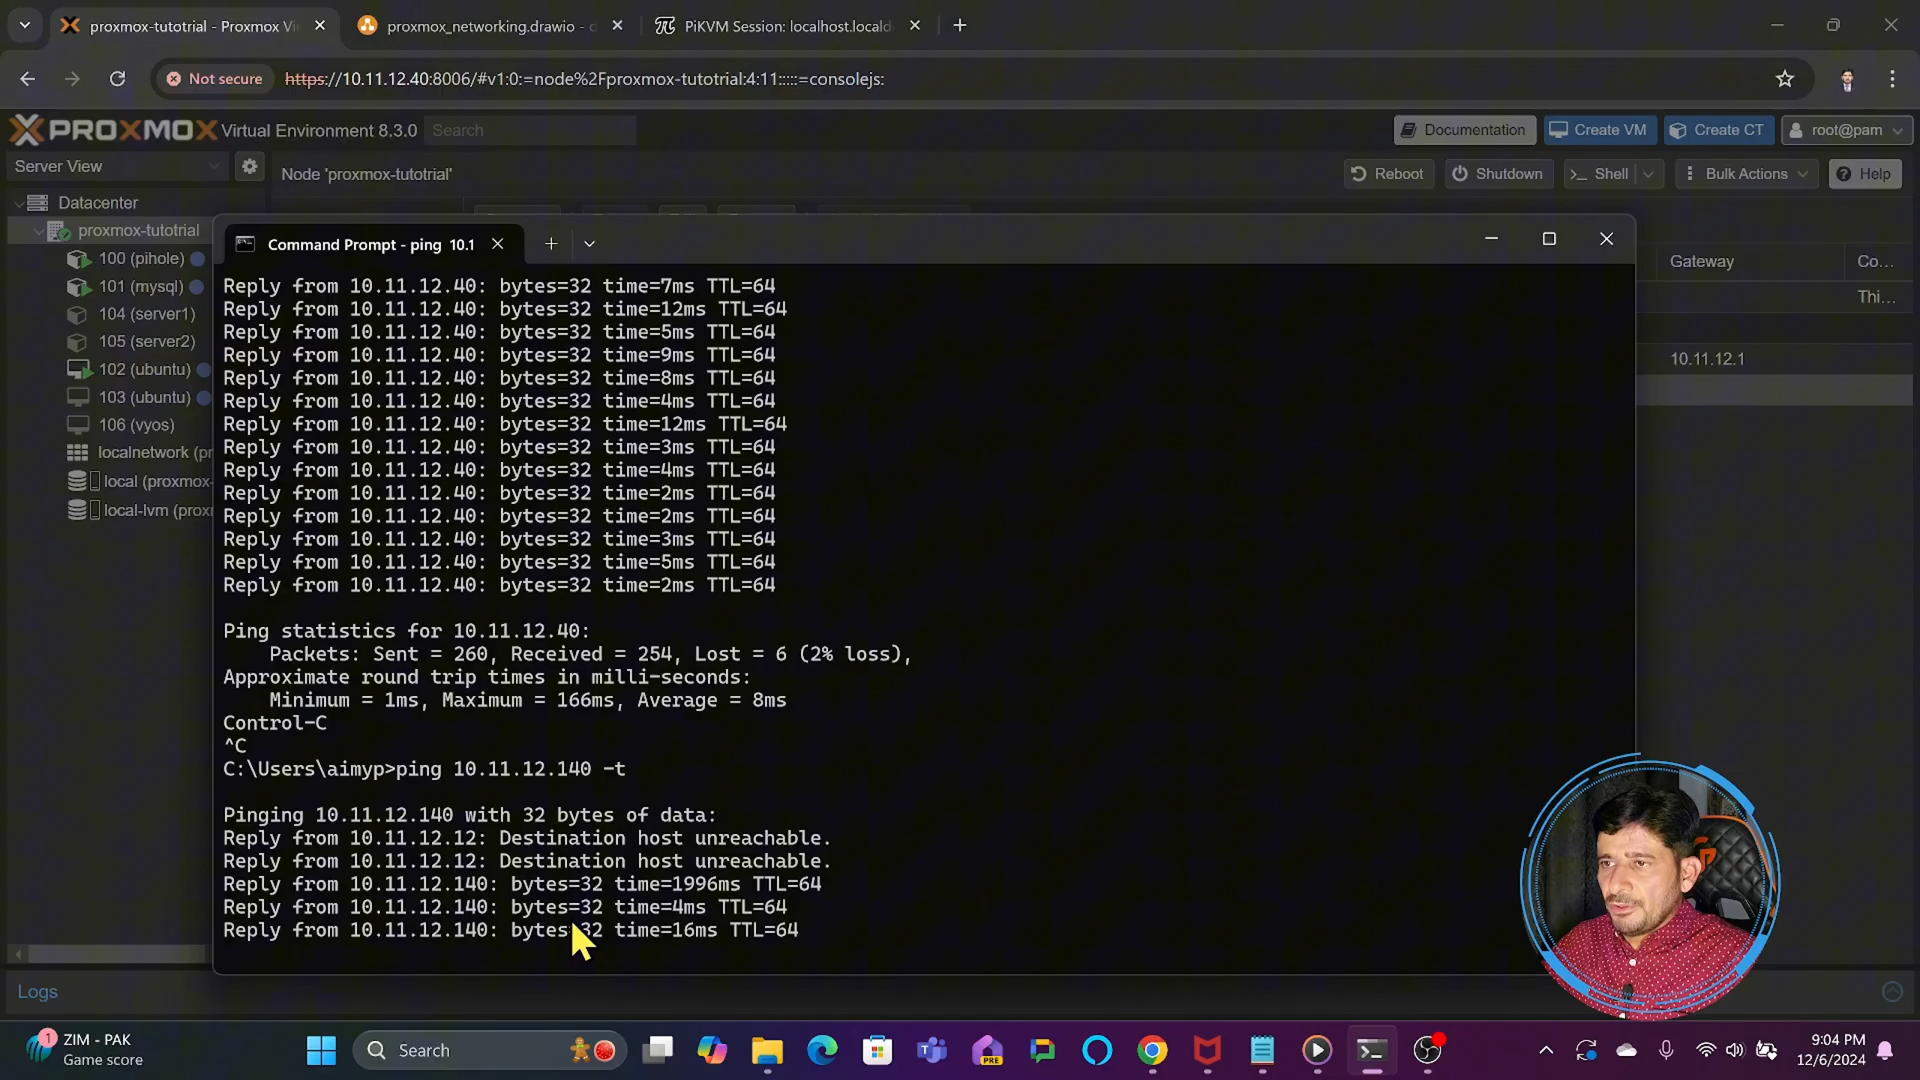 proxmox-tutotrial - Proxmox Vi
proxmox_networking.drawio - d
PiKVM Session: localhost.locald
Not secure
https://10.11.12.40:8006/#v1:0:=node%2Fproxmox-tutotrial:4:11:::::=consolejs:
PROXMOX Virtual Environment 8.3.0
Search
Documentation
Create VM
Create CT
root@pam
Server View
Node 'proxmox-tutotrial'
Reboot
Shutdown
Shell
Bulk Actions
Help
Datacenter
proxmox-tutotrial
100 (pihole)
101 (mysql)
104 (server1)
105 (server2)
102 (ubuntu)
103 (ubuntu)
106 (vyos)
localnetwork (pr
local (proxmox-
local-lvm (prox
Gateway
Co...
Thi...
10.11.12.1
Command Prompt - ping 10.1
Reply from 10.11.12.40: bytes=32 time=7ms TTL=64
Reply from 10.11.12.40: bytes=32 time=12ms TTL=64
Reply from 10.11.12.40: bytes=32 time=5ms TTL=64
Reply from 10.11.12.40: bytes=32 time=9ms TTL=64
Reply from 10.11.12.40: bytes=32 time=8ms TTL=64
Reply from 10.11.12.40: bytes=32 time=4ms TTL=64
Reply from 10.11.12.40: bytes=32 time=12ms TTL=64
Reply from 10.11.12.40: bytes=32 time=3ms TTL=64
Reply from 10.11.12.40: bytes=32 time=4ms TTL=64
Reply from 10.11.12.40: bytes=32 time=2ms TTL=64
Reply from 10.11.12.40: bytes=32 time=2ms TTL=64
Reply from 10.11.12.40: bytes=32 time=3ms TTL=64
Reply from 10.11.12.40: bytes=32 time=5ms TTL=64
Reply from 10.11.12.40: bytes=32 time=2ms TTL=64
Ping statistics for 10.11.12.40:
Packets: Sent = 260, Received = 254, Lost = 6 (2% loss),
Approximate round trip times in milli-seconds:
Minimum = 1ms, Maximum = 166ms, Average = 8ms
Control-C
^C
C:\Users\aimyp>ping 10.11.12.140 -t
Pinging 10.11.12.140 with 32 bytes of data:
Reply from 10.11.12.12: Destination host unreachable.
Reply from 10.11.12.12: Destination host unreachable.
Reply from 10.11.12.140: bytes=32 time=1996ms TTL=64
Reply from 10.11.12.140: bytes=32 time=4ms TTL=64
Reply from 10.11.12.140: bytes=32 time=16ms TTL=64
Logs
1
ZIM - PAK
Game score
Search
PRE
9:04 PM
12/6/2024